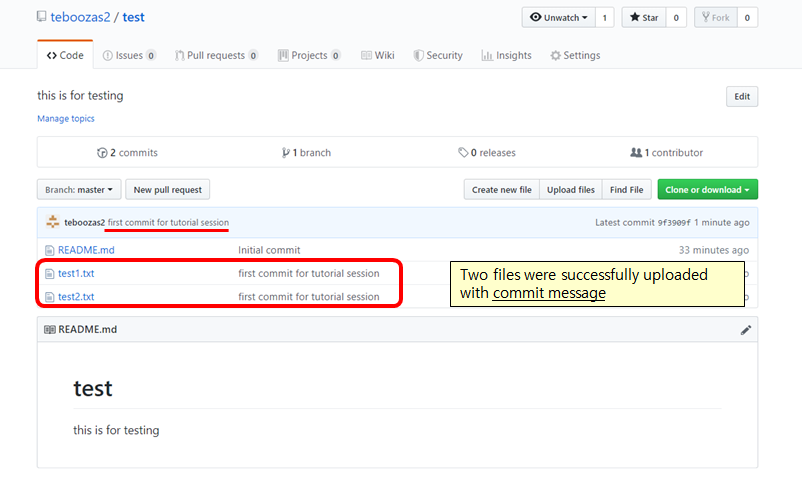 teboozas2 / test
Unwatch 1 Star 0 Fork 0
Code Issues 0 Pull requests 0 Projects 0 Wiki Security Insights Settings
this is for testing
Edit
Manage topics
2 commits 1 branch 0 releases 1 contributor
Branch: master New pull request Create new file Upload files Find File Clone or download
teboozas2 first commit for tutorial session Latest commit 9f3909f 1 minute ago
README.md Initial commit 33 minutes ago
test1.txt first commit for tutorial session
test2.txt first commit for tutorial session
Two files were successfully uploaded
with commit message
README.md
test
this is for testing